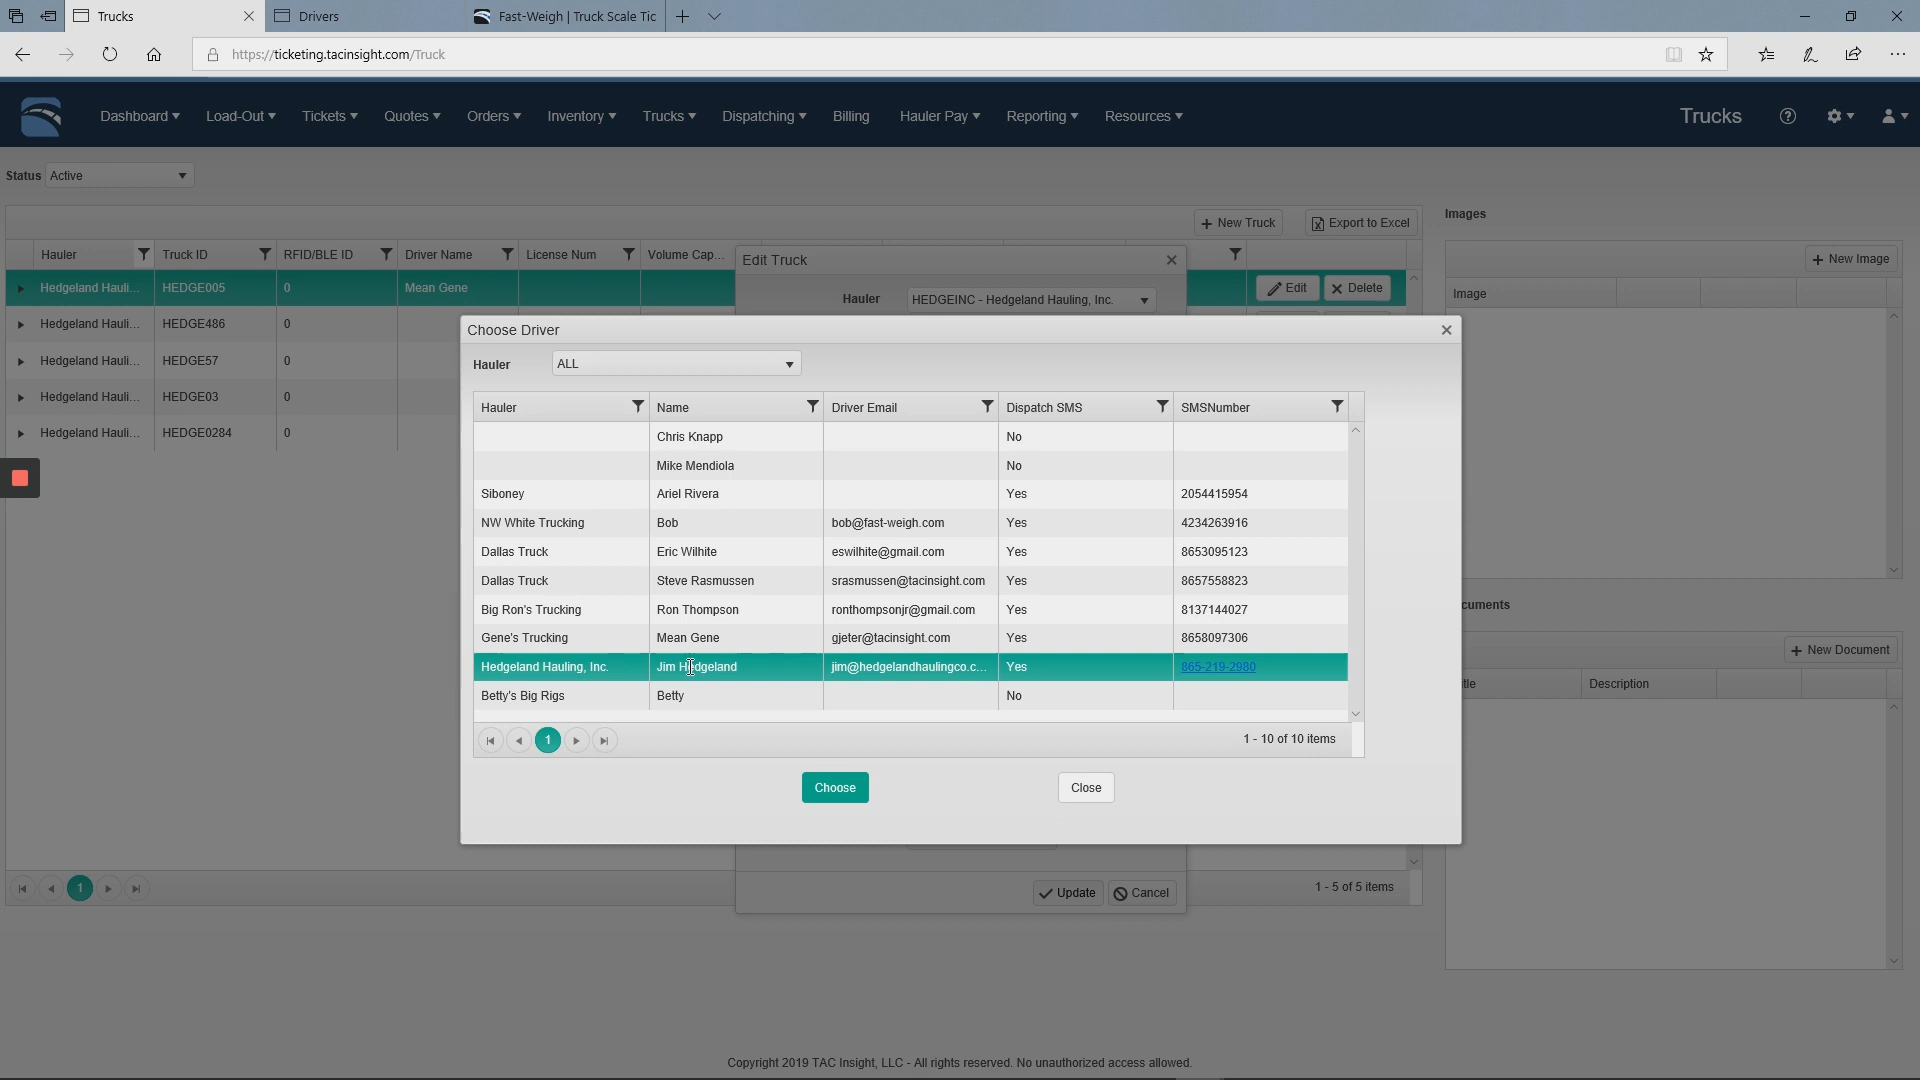 Trucks
Drivers
Fast-Weigh | Truck Scale Tic
https://ticketing.tacinsight.com/Truck
Dashboard
Load-Out
Tickets
Quotes
Orders
Inventory
Trucks
Dispatching
Billing
Hauler Pay
Reporting
Resources
Trucks
Status
Active
New Truck
Export to Excel
Hauler
Truck ID
RFID/BLE ID
Driver Name
License Num
Volume Cap...
Hedgeland Hauli...
HEDGE005
0
Mean Gene
Edit
Delete
Hedgeland Hauli...
HEDGE486
0
Hedgeland Hauli...
HEDGE57
0
Hedgeland Hauli...
HEDGE03
0
Hedgeland Hauli...
HEDGE0284
0
1
1 - 5 of 5 items
Edit Truck
Hauler
HEDGEINC - Hedgeland Hauling, Inc.
Update
Cancel
Choose Driver
Hauler
ALL
Hauler
Name
Driver Email
Dispatch SMS
SMSNumber
Chris Knapp
No
Mike Mendiola
No
Siboney
Ariel Rivera
Yes
2054415954
NW White Trucking
Bob
bob@fast-weigh.com
Yes
4234263916
Dallas Truck
Eric Wilhite
eswilhite@gmail.com
Yes
8653095123
Dallas Truck
Steve Rasmussen
srasmussen@tacinsight.com
Yes
8657558823
Big Ron's Trucking
Ron Thompson
ronthompsonjr@gmail.com
Yes
8137144027
Gene's Trucking
Mean Gene
gjeter@tacinsight.com
Yes
8658097306
Hedgeland Hauling, Inc.
Jim Hedgeland
jim@hedgelandhaulingco.c...
Yes
865-219-2980
Betty's Big Rigs
Betty
No
1
1 - 10 of 10 items
Choose
Close
Images
New Image
Image
cuments
New Document
itle
Description
Copyright 2019 TAC Insight, LLC - All rights reserved. No unauthorized access allowed.